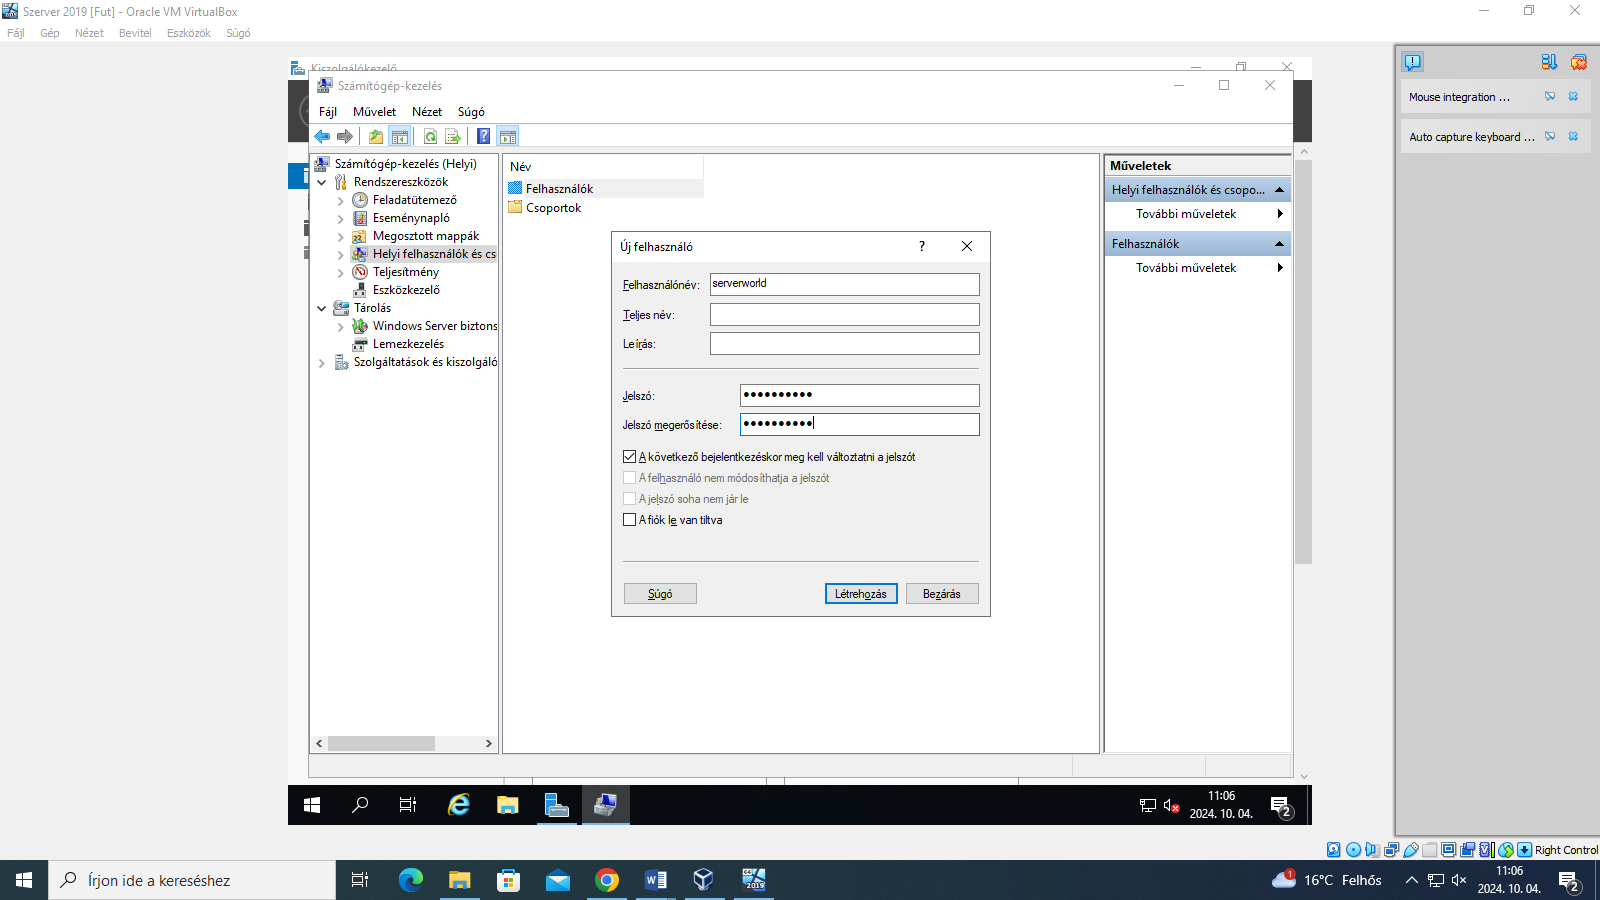 Szerver 2019 [Fut] - Oracle VM VirtualBox
Fájl Gép Nézet Bevitel Eszközök Súgó
Kiszolgálókezelő
Számítógép-kezelés
Fájl Művelet Nézet Súgó
Számítógép-kezelés (Helyi)
Rendszereszközök
Feladatütemező
Eseménynapló
Megosztott mappák
Helyi felhasználók és cs
Teljesítmény
Eszközkezelő
Tárolás
Windows Server biztons
Lemezkezelés
Szolgáltatások és kiszolgáló
Név
Felhasználók
Csoportok
Új felhasználó
Felhasználónév: serverworld
Teljes név:
Leírás:
Jelszó: ●●●●●●●●●●
Jelszó megerősítése: ●●●●●●●●●●
A következő bejelentkezéskor meg kell változtatni a jelszót
A felhasználó nem módosíthatja a jelszót
A jelszó soha nem jár le
A fiók le van tiltva
Súgó Létrehozás Bezárás
Műveletek
Helyi felhasználók és csopo...
További műveletek
Felhasználók
További műveletek
Mouse integration ...
Auto capture keyboard ...
11:06
2024. 10. 04.
2
Right Control
Írjon ide a kereséshez
2019
1
16°C Felhős
11:06
2024. 10. 04.
2